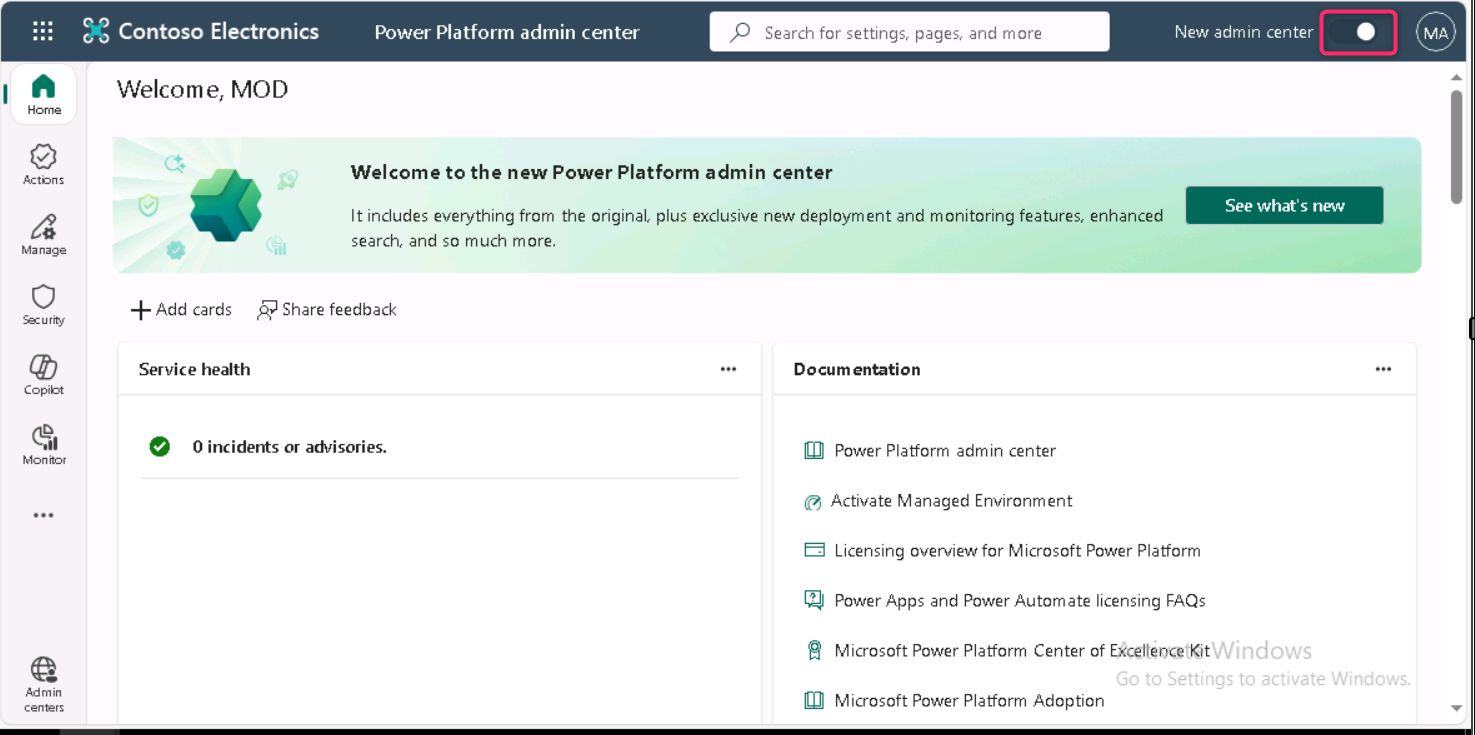 Contoso Electronics
Power Platform admin center
Search for settings, pages, and more
New admin center
MA
Home
Actions
Manage
Security
Copilot
Monitor
Admin
centers
Welcome, MOD
Welcome to the new Power Platform admin center
It includes everything from the original, plus exclusive new deployment and monitoring features, enhanced
search, and so much more.
See what's new
Add cards
Share feedback
Service health
0 incidents or advisories.
Documentation
Power Platform admin center
Activate Managed Environment
Licensing overview for Microsoft Power Platform
Power Apps and Power Automate licensing FAQs
Microsoft Power Platform Center of Excellence Kit
Microsoft Power Platform Adoption
Activate Windows
Go to Settings to activate Windows.